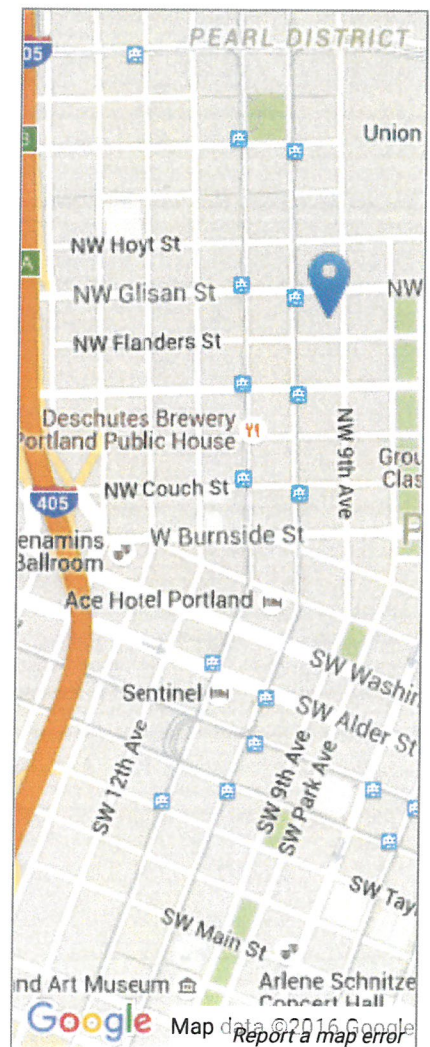 PEARL DISTRICT
05
B
Union
A
NW Hoyt St
NW Glisan St
NW
NW Flanders St
Deschutes Brewery
Portland Public House
NW 9th Ave
Grou
Clas
NW Couch St
405
P
W Burnside St
enamins
Ballroom
Ace Hotel Portland
SW Washin
Sentinel
SW Alder St
SW 12th Ave
SW 9th Ave
SW Park Ave
SW Tay
SW Main St
nd Art Museum
Arlene Schnitze
Concert Hall
Google
Map data ©2016 Google
Report a map error